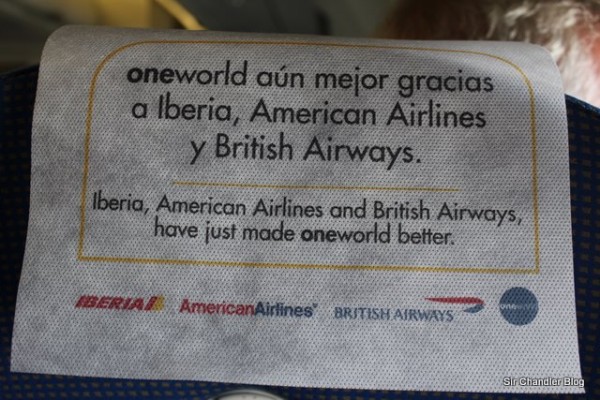 oneworld aún mejor gracias
a Iberia, American Airlines
y British Airways.
Iberia, American Airlines and British Airways,
have just made oneworld better.
IBERIA AmericanAirlines® BRITISH AIRWAYS oneworld
Sir Chandler Blog